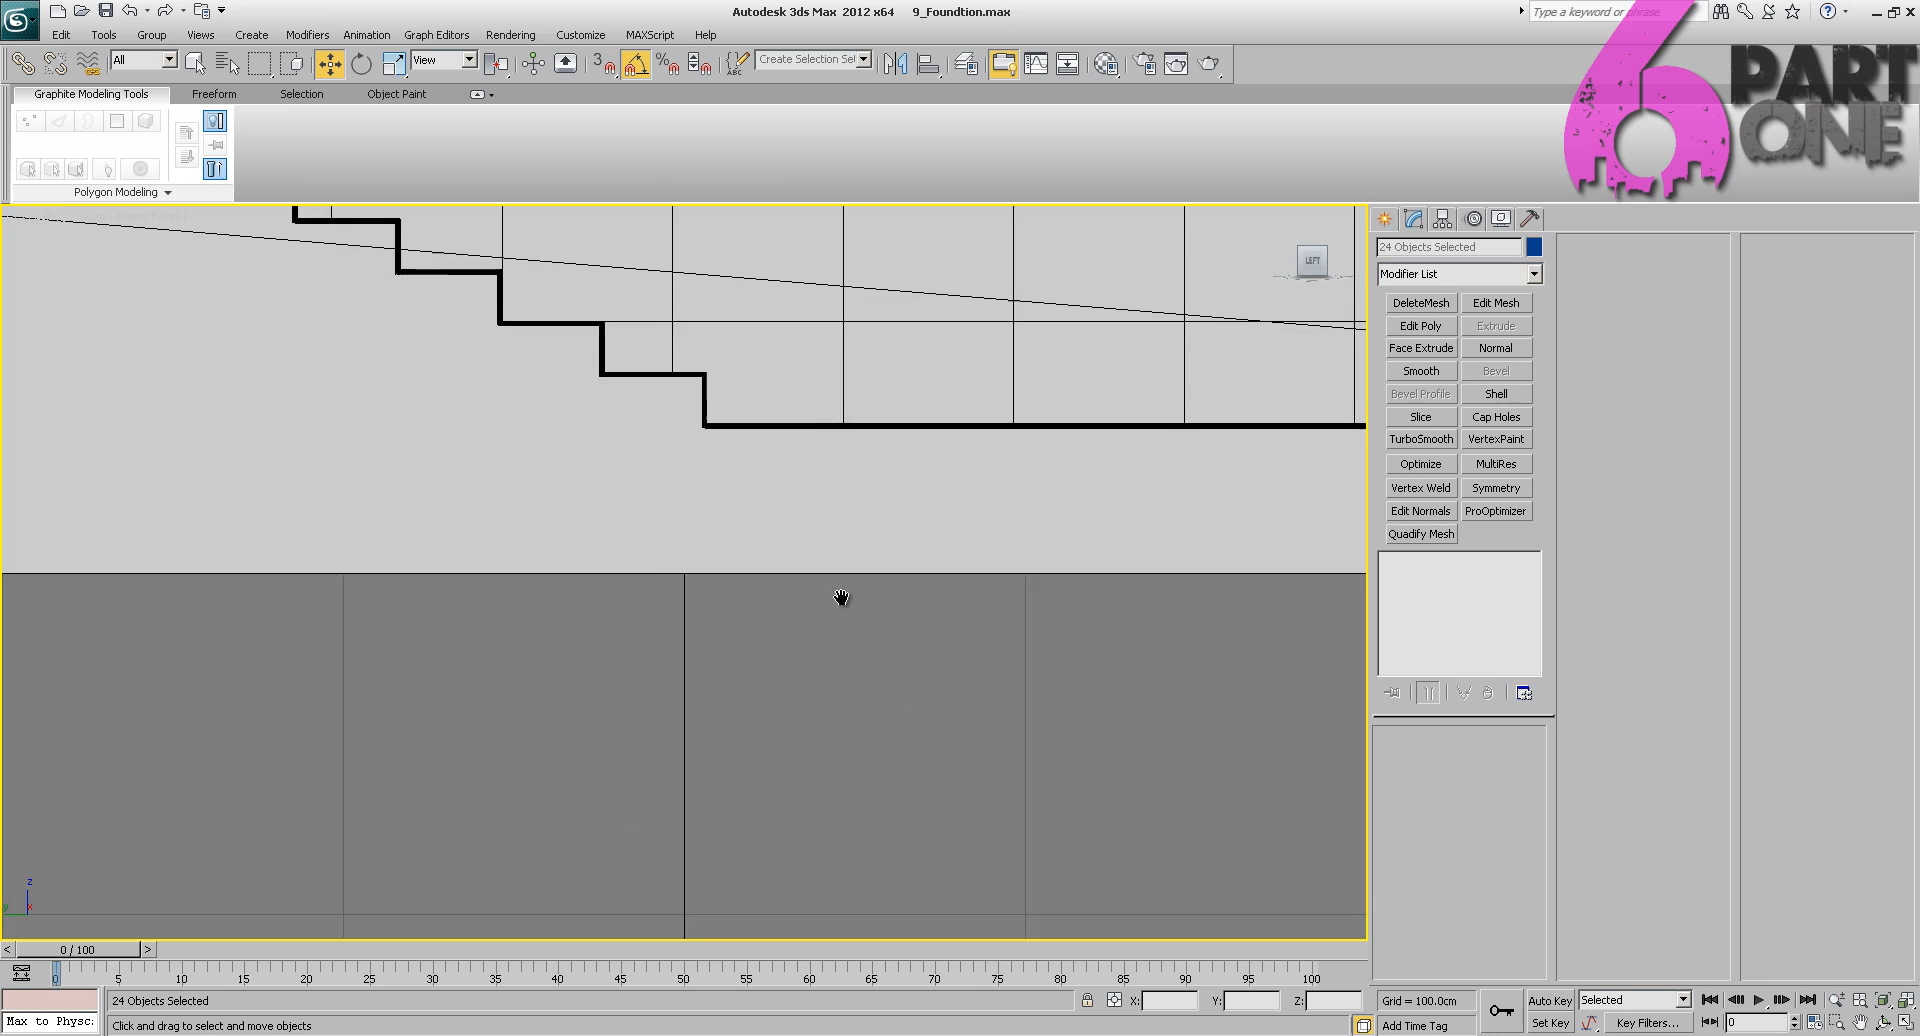 Autodesk 3ds Max 2012 x64 9_Foundtion.max
Type a keyword or phrase
Edit Tools Group Views Create Modifiers Animation Graph Editors Rendering Customize MAXScript Help
All View Create Selection Sel
Graphite Modeling Tools Freeform Selection Object Paint
Polygon Modeling
6 PART ONE
LEFT
24 Objects Selected
Modifier List
DeleteMesh Edit Mesh
Edit Poly Extrude
Face Extrude Normal
Smooth Bevel
Bevel Profile Shell
Slice Cap Holes
TurboSmooth VertexPaint
Optimize MultiRes
Vertex Weld Symmetry
Edit Normals ProOptimizer
Quadify Mesh
z
y x
< 0 / 100 >
0 5 10 15 20 25 30 35 40 45 50 55 60 65 70 75 80 85 90 95 100
24 Objects Selected X: Y: Z: Grid = 100.0cm Auto Key Selected
Max to Physc: Click and drag to select and move objects Add Time Tag Set Key Key Filters... 0